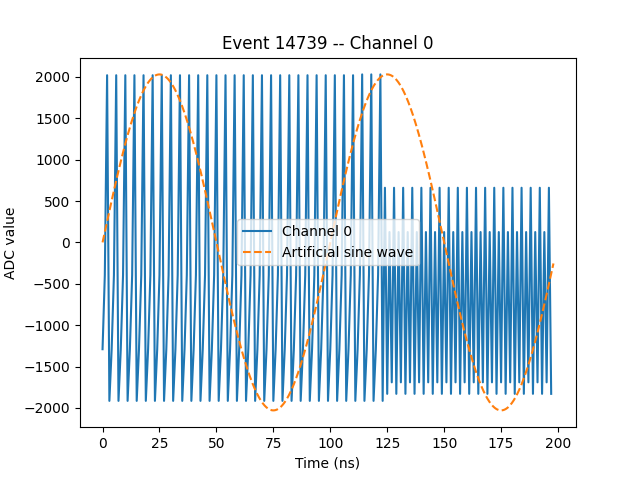 Event 14739 -- Channel 0
ADC value
2000
1500
1000
500
0
−500
−1000
−1500
−2000
Channel 0
Artificial sine wave
0 25 50 75 100 125 150 175 200
Time (ns)